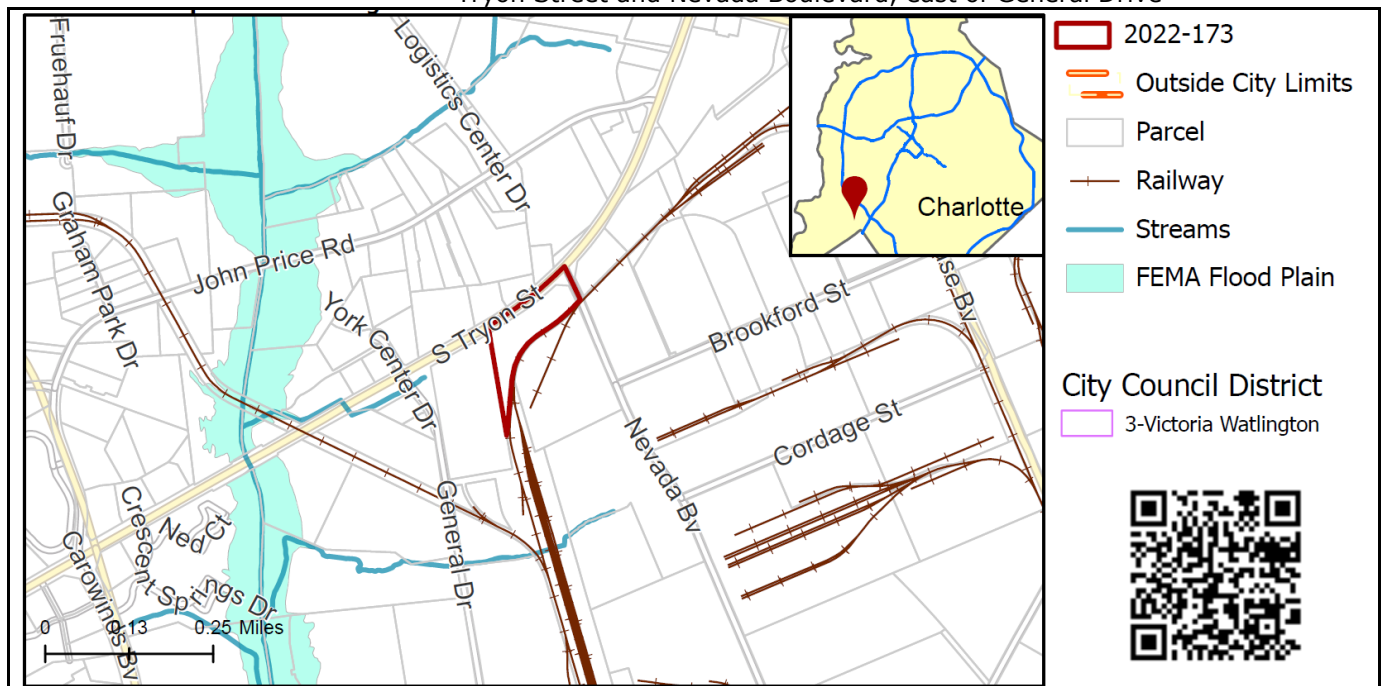 Tryon Street and Nevada Boulevard, east of General Drive
Fruehauf Dr
Logistics Center Dr
Graham Park Dr
John Price Rd
York Center Dr
S Tryon St
Brookford St
Cordage St
Nevada Bv
General Dr
Crescent Springs Dr
Ned Ct
Carowinds Bv
0 0.13 0.25 Miles
Charlotte
2022-173
Outside City Limits
Parcel
Railway
Streams
FEMA Flood Plain
City Council District
3-Victoria Watlington